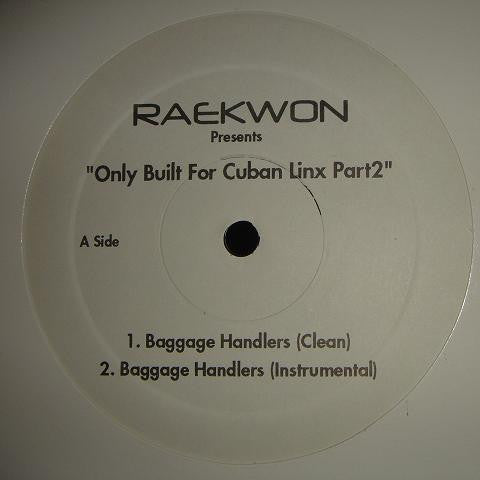 RAEKWON
Presents
"Only Built For Cuban Linx Part2"
A Side
1. Baggage Handlers (Clean)
2. Baggage Handlers (Instrumental)